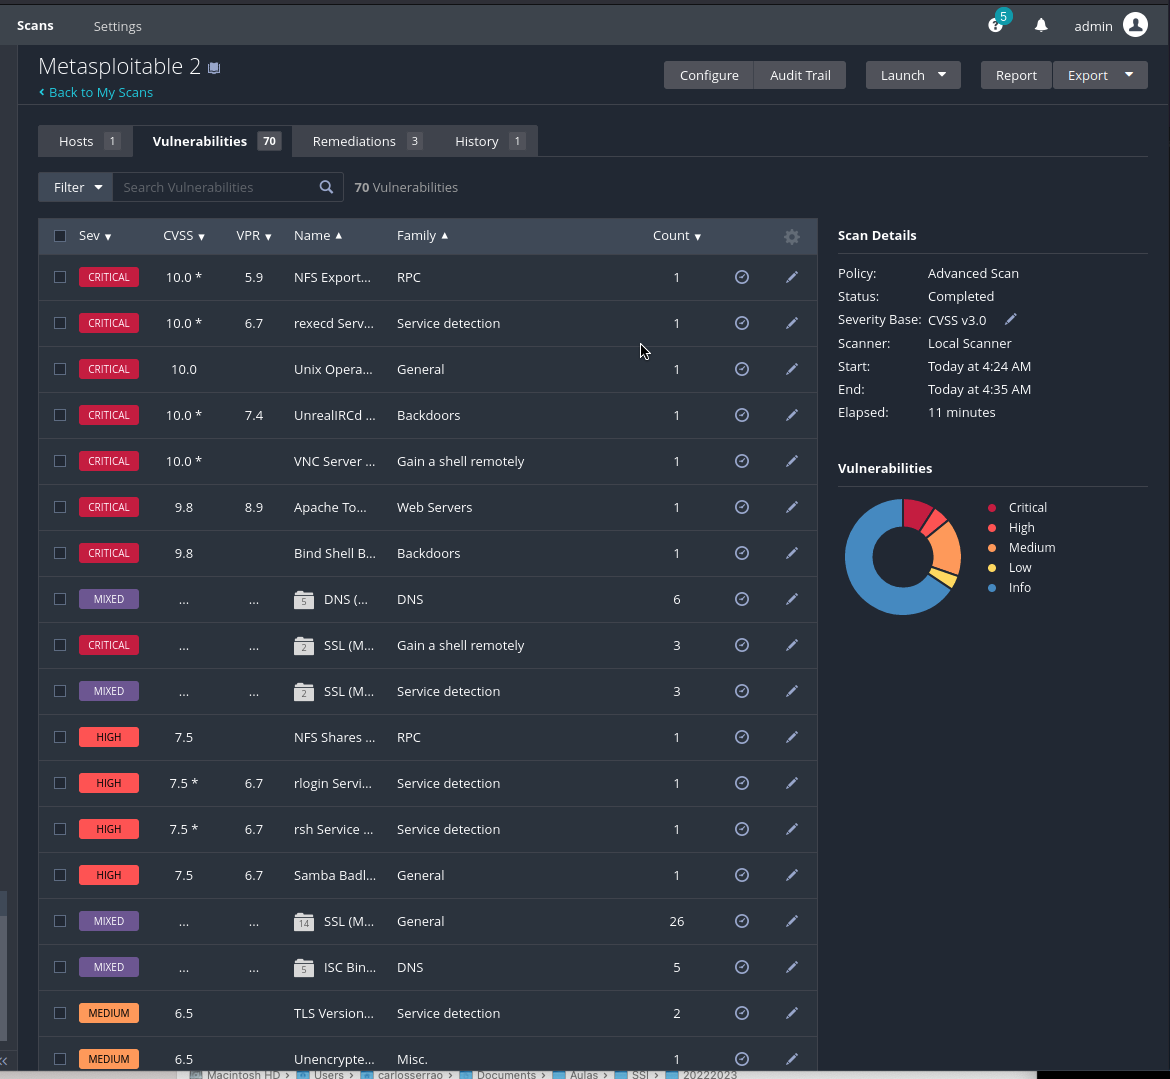 Scans Settings 5 admin
Metasploitable 2
Back to My Scans
Configure Audit Trail Launch Report Export
Hosts 1 Vulnerabilities 70 Remediations 3 History 1
Filter Search Vulnerabilities 70 Vulnerabilities
Sev CVSS VPR Name Family Count
CRITICAL 10.0 * 5.9 NFS Export... RPC 1
CRITICAL 10.0 * 6.7 rexecd Serv... Service detection 1
CRITICAL 10.0 Unix Opera... General 1
CRITICAL 10.0 * 7.4 UnrealIRCd ... Backdoors 1
CRITICAL 10.0 * VNC Server ... Gain a shell remotely 1
CRITICAL 9.8 8.9 Apache To... Web Servers 1
CRITICAL 9.8 Bind Shell B... Backdoors 1
MIXED ... ... 5 DNS (... DNS 6
CRITICAL ... ... 2 SSL (M... Gain a shell remotely 3
MIXED ... ... 2 SSL (M... Service detection 3
HIGH 7.5 NFS Shares ... RPC 1
HIGH 7.5 * 6.7 rlogin Servi... Service detection 1
HIGH 7.5 * 6.7 rsh Service ... Service detection 1
HIGH 7.5 6.7 Samba Badl... General 1
MIXED ... ... 14 SSL (M... General 26
MIXED ... ... 5 ISC Bin... DNS 5
MEDIUM 6.5 TLS Version... Service detection 2
MEDIUM 6.5 Unencrypte... Misc. 1
Scan Details
Policy: Advanced Scan
Status: Completed
Severity Base: CVSS v3.0
Scanner: Local Scanner
Start: Today at 4:24 AM
End: Today at 4:35 AM
Elapsed: 11 minutes
Vulnerabilities
Critical
High
Medium
Low
Info
Macintosh HD › Users › carlosserrao › Documents › Aulas › SSI › 20222023